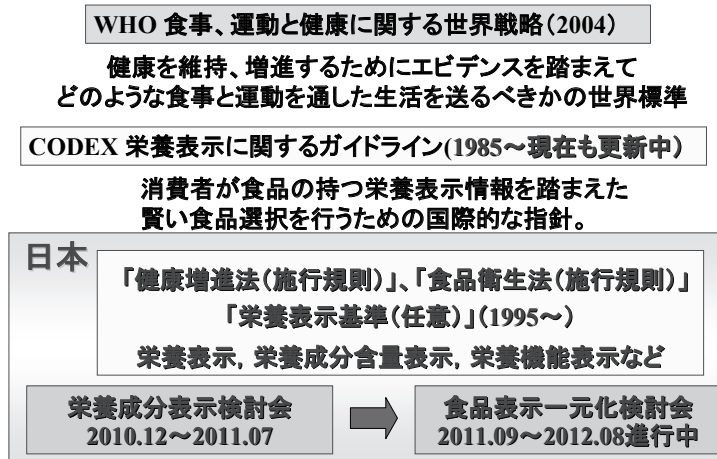 WHO 食事、運動と健康に関する世界戦略（2004）
健康を維持、増進するためにエビデンスを踏まえて
どのような食事と運動を通した生活を送るべきかの世界標準
CODEX 栄養表示に関するガイドライン(1985～現在も更新中）
消費者が食品の持つ栄養表示情報を踏まえた
賢い食品選択を行うための国際的な指針。
日本
「健康増進法（施行規則）」、「食品衛生法（施行規則）」
「栄養表示基準（任意）」（1995～）
栄養表示，栄養成分含量表示，栄養機能表示など
栄養成分表示検討会
2010.12～2011.07
食品表示一元化検討会
2011.09～2012.08進行中